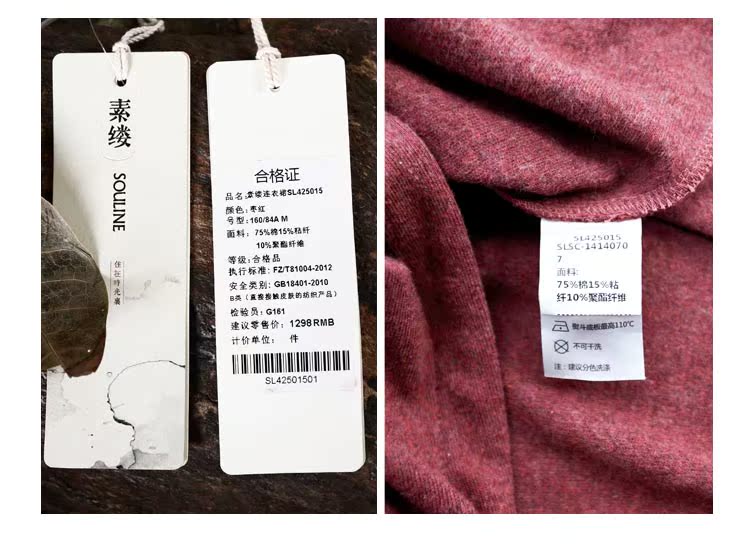 素缕
SOULINE
住在时光裏
合格证
品名:素缕连衣裙SL425015
颜色: 枣红
号型: 160/84A M
面料: 75%棉15%粘纤
10%聚酯纤维
等级: 合格品
执行标准: FZ/T81004-2012
安全类别: GB18401-2010
B类（直接接触皮肤的纺织产品）
检验员: G161
建议零售价: 1298RMB
计价单位: 件
SL42501501
SL425015
SLSC-1414070
7
面料:
75%棉15%粘
纤10%聚酯纤维
熨斗底板最高110℃
不可干洗
注: 建议分色洗涤